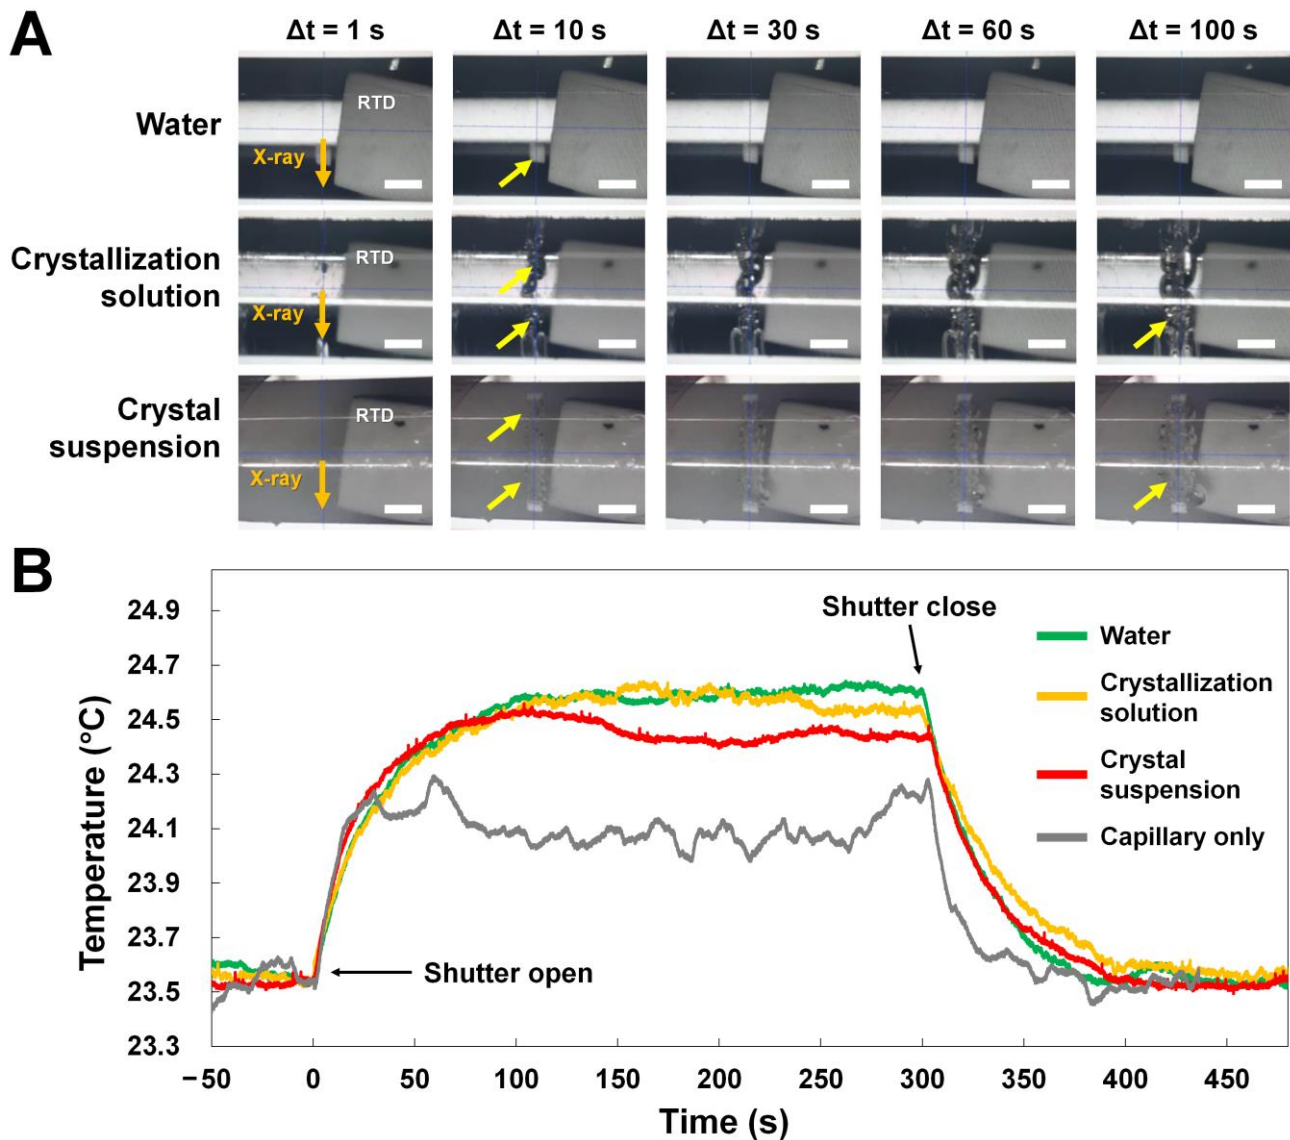 A
Δt = 1 s
Δt = 10 s
Δt = 30 s
Δt = 60 s
Δt = 100 s
Water
RTD
X-ray
Crystallization
solution
RTD
X-ray
Crystal
suspension
RTD
X-ray
B
Temperature (°C)
24.9
24.7
24.5
24.3
24.1
23.9
23.7
23.5
23.3
Shutter close
Shutter open
Water
Crystallization
solution
Crystal
suspension
Capillary only
−50
0
50
100
150
200
250
300
350
400
450
Time (s)